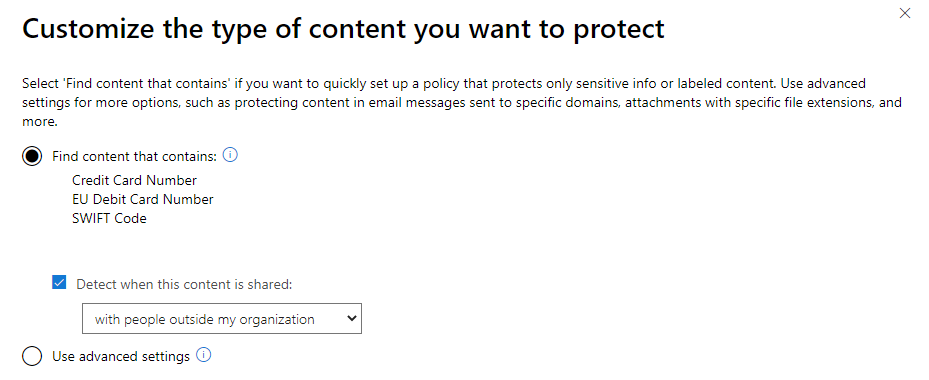 Customize the type of content you want to protect
Select 'Find content that contains' if you want to quickly set up a policy that protects only sensitive info or labeled content. Use advanced
settings for more options, such as protecting content in email messages sent to specific domains, attachments with specific file extensions, and
more.
Find content that contains:
Credit Card Number
EU Debit Card Number
SWIFT Code
Detect when this content is shared:
with people outside my organization
Use advanced settings